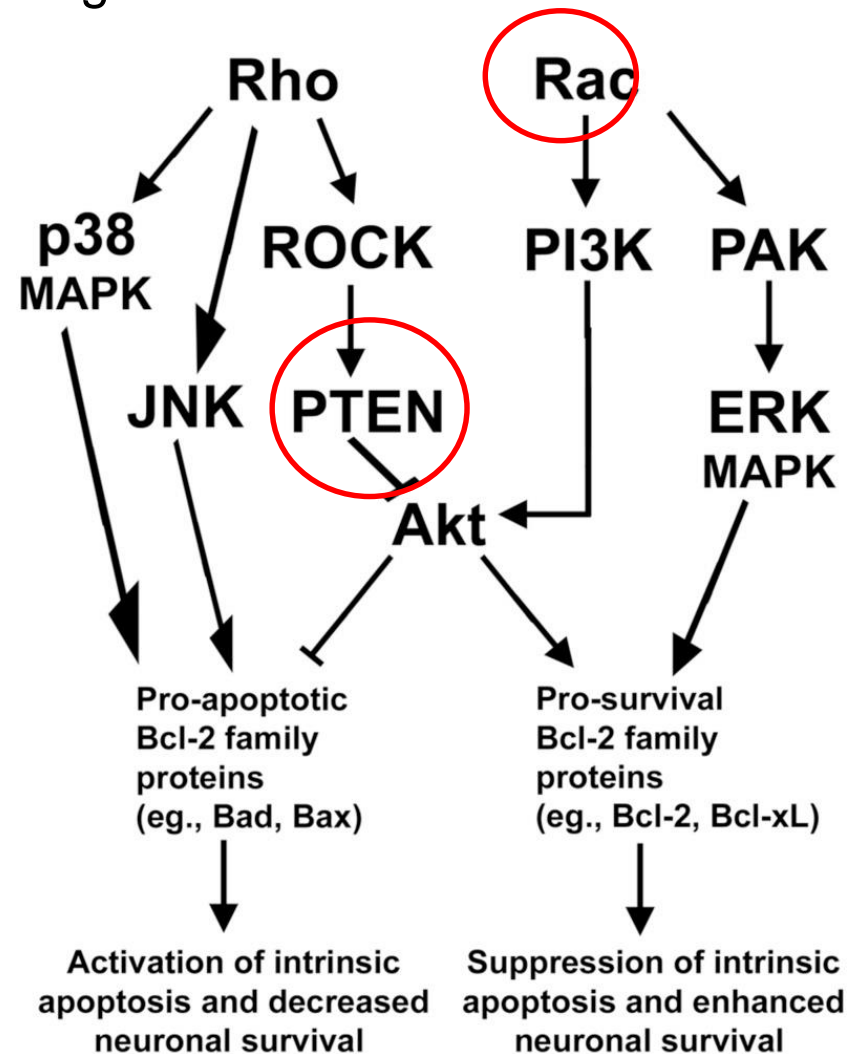 Rho
Rac
p38
MAPK
ROCK
PI3K
PAK
JNK
PTEN
ERK
MAPK
Akt
Pro-apoptotic
Bcl-2 family
proteins
(eg., Bad, Bax)
Pro-survival
Bcl-2 family
proteins
(eg., Bcl-2, Bcl-xL)
Activation of intrinsic
apoptosis and decreased
neuronal survival
Suppression of intrinsic
apoptosis and enhanced
neuronal survival